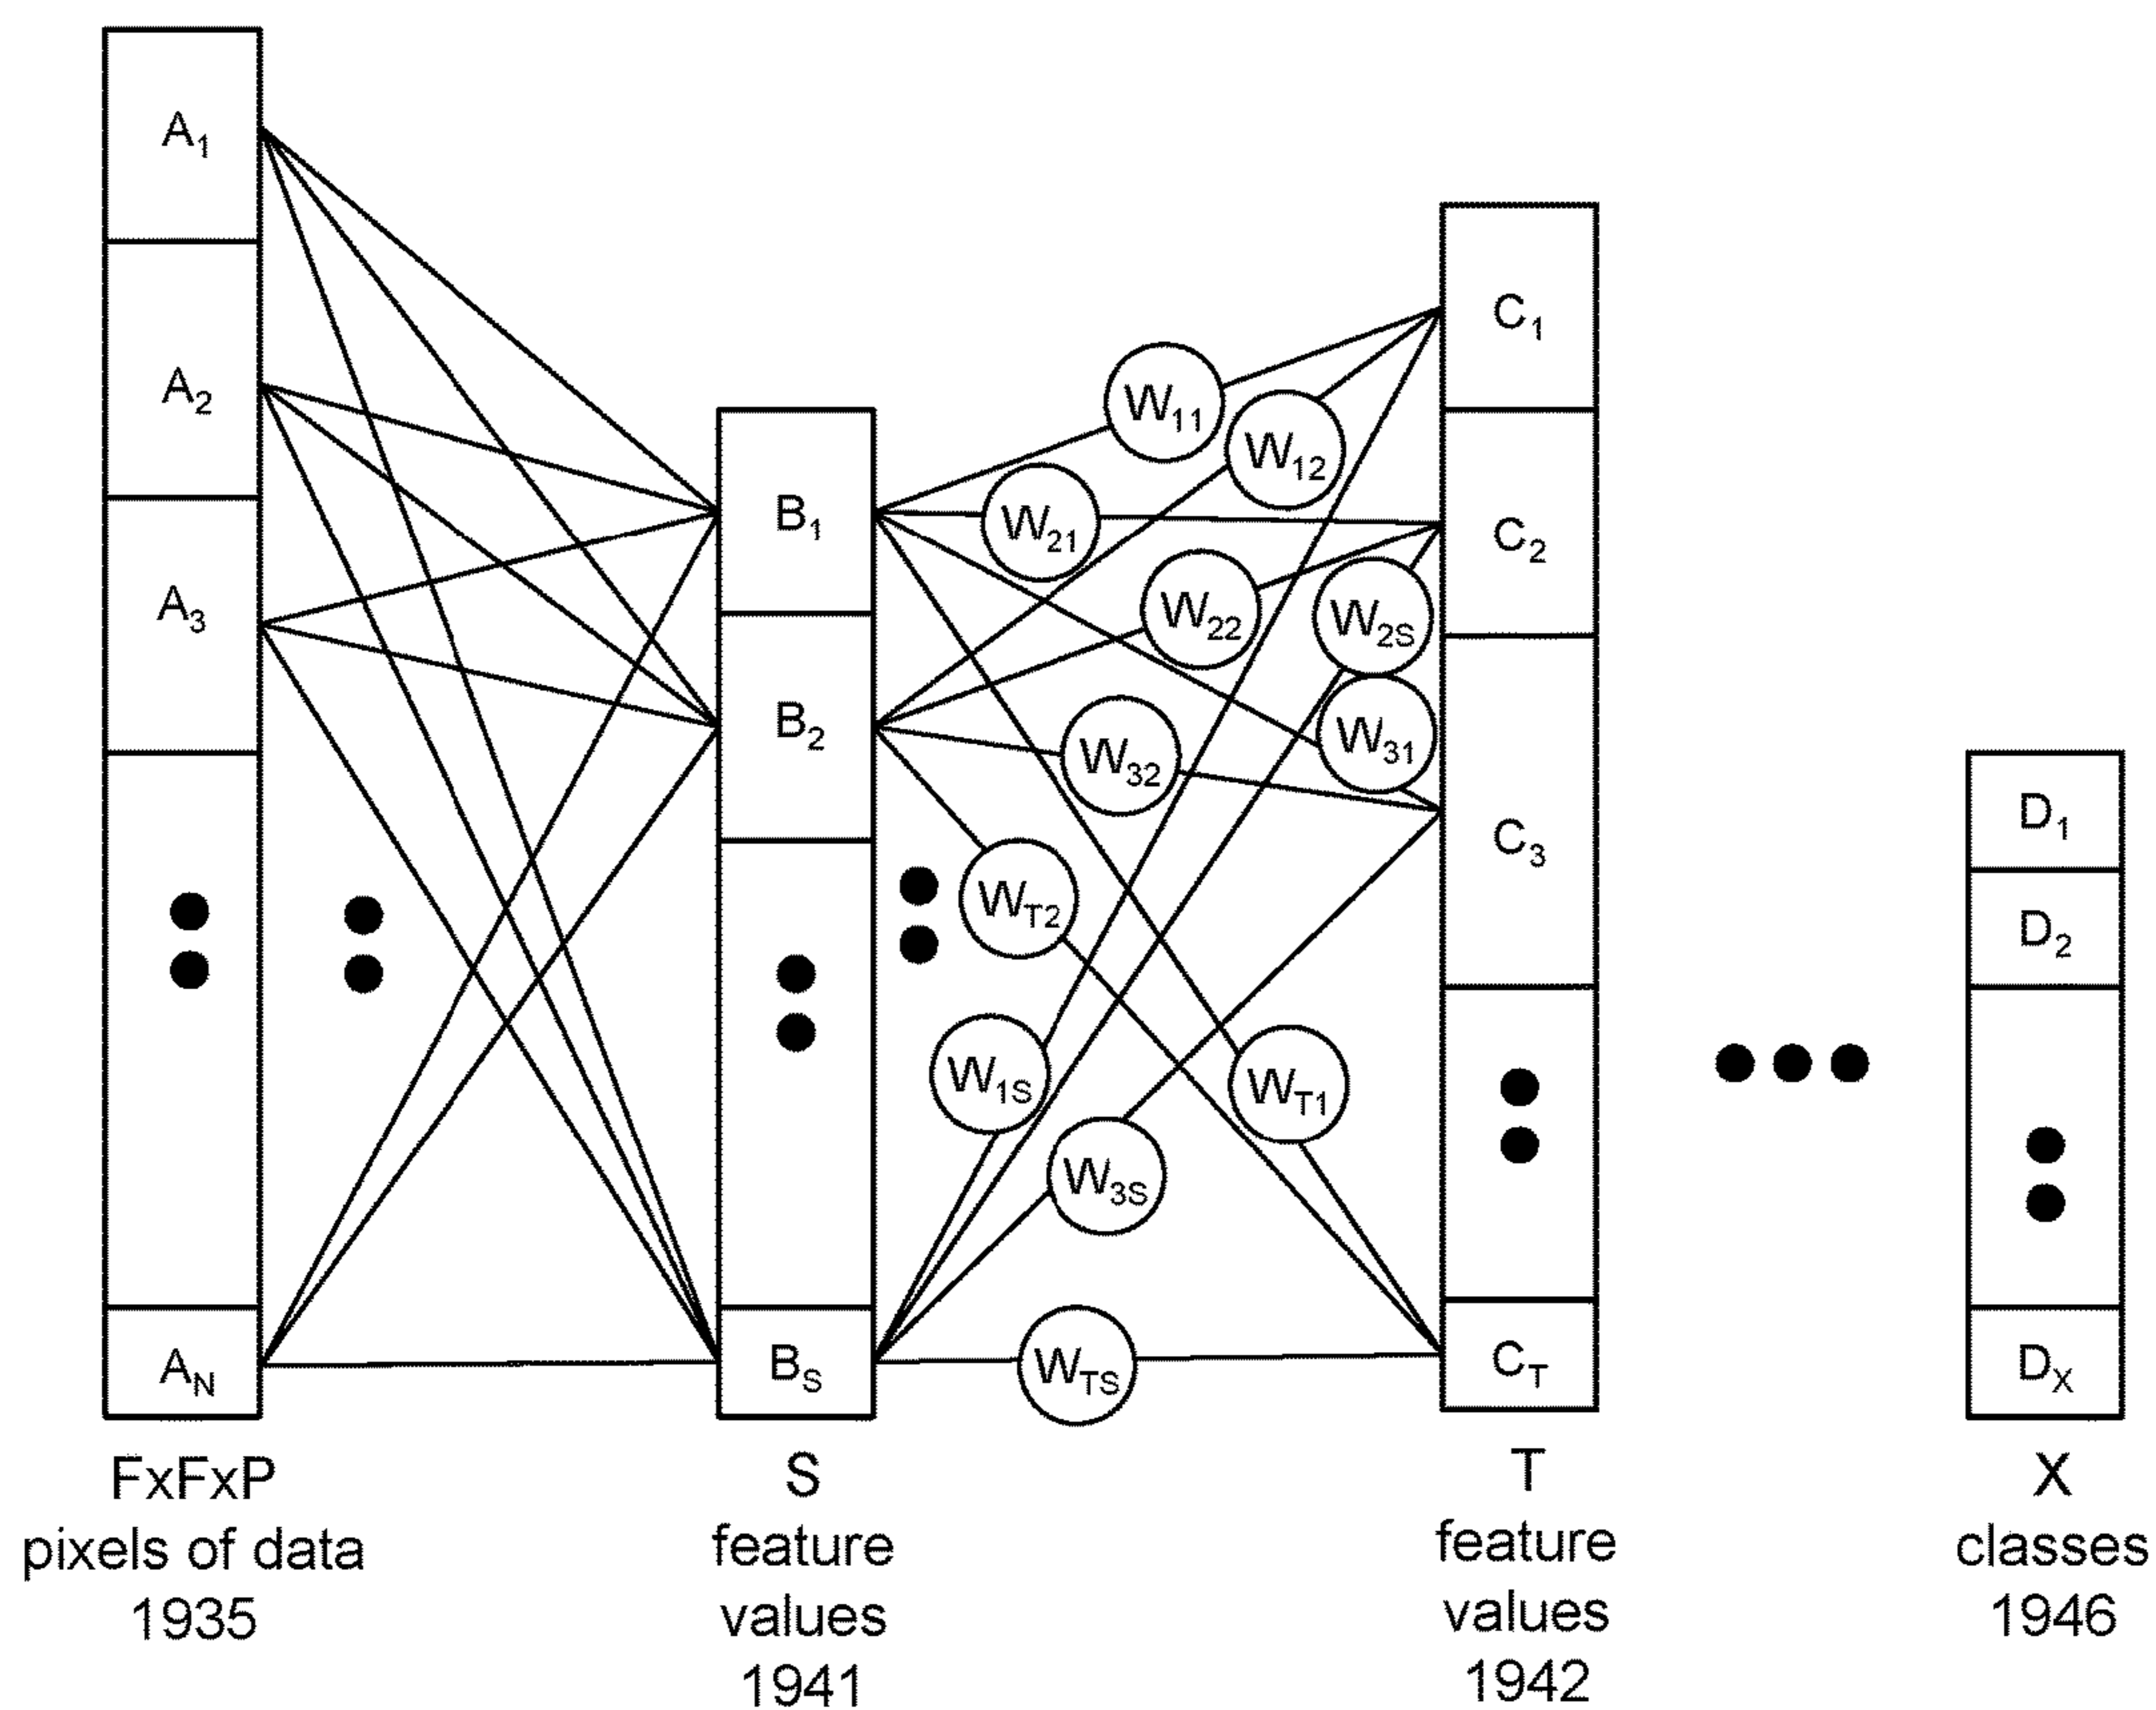 A1
A2
A3
AN
FxFxP
pixels of data
1935
B1
B2
BS
S
feature
values
1941
W11
W12
W21
W22
W2S
W31
W32
WT2
W1S
WT1
W3S
WTS
C1
C2
C3
CT
T
feature
values
1942
D1
D2
DX
X
classes
1946